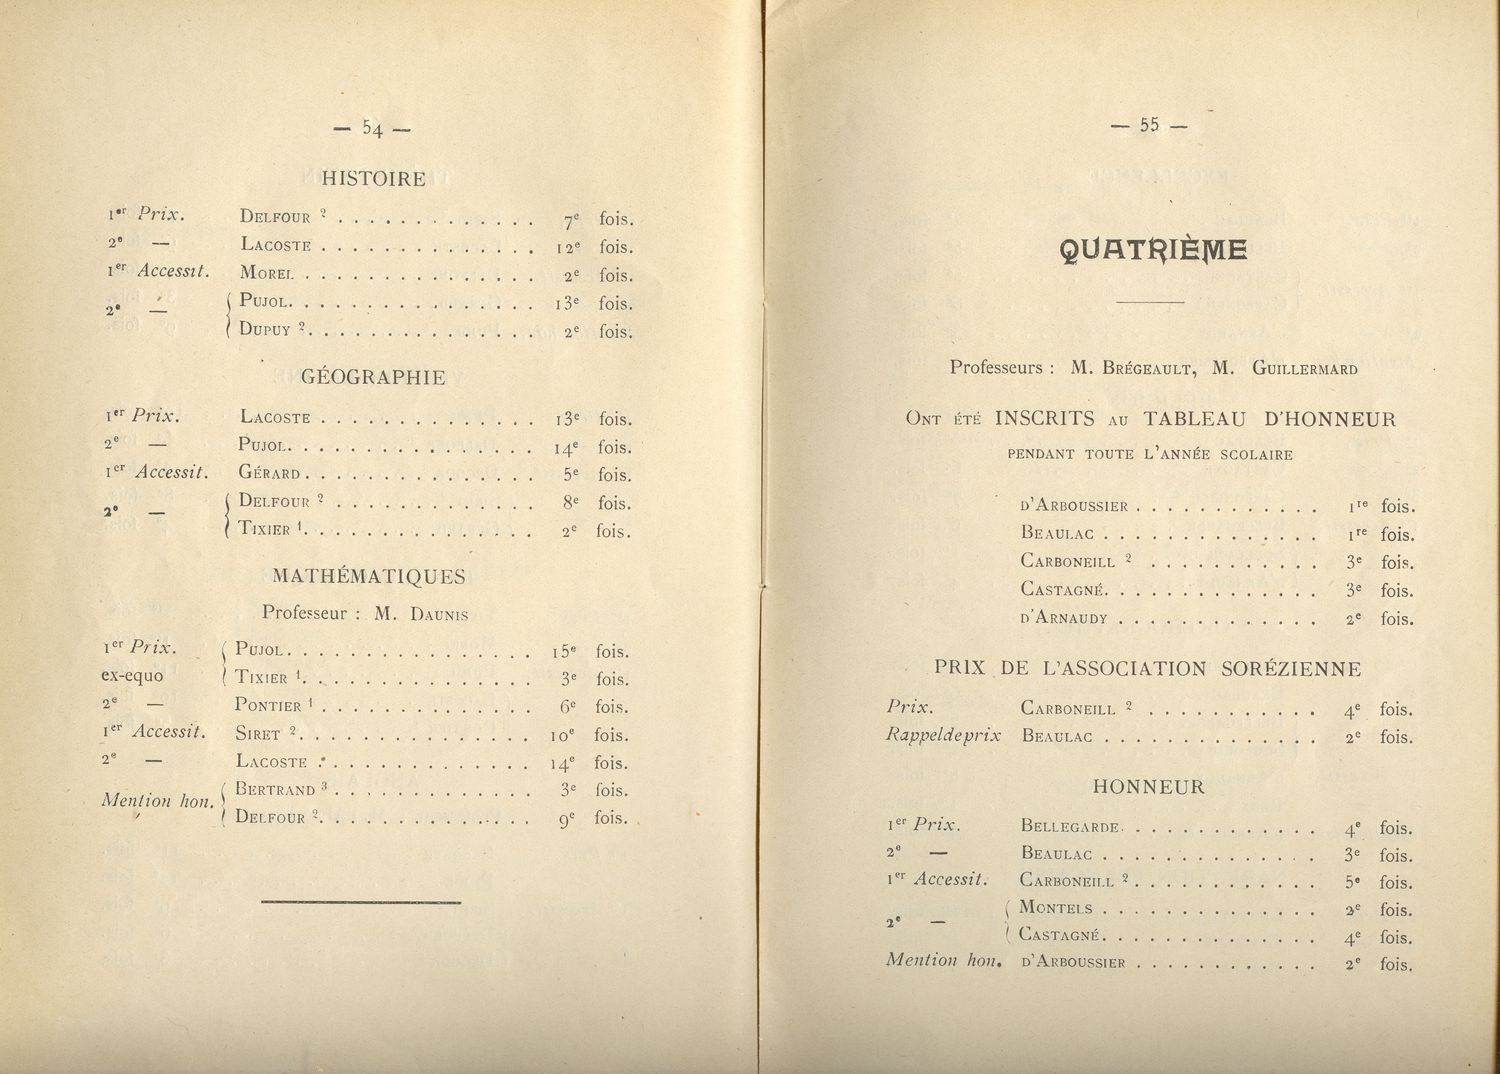 — 54 —
HISTOIRE
1er Prix. DELFOUR 2 . . . . . . . . . . . . . 7e fois.
2e — LACOSTE . . . . . . . . . . . . . . 12e fois.
1er Accessit. MOREL . . . . . . . . . . . . . . . 2e fois.
2e — { PUJOL. . . . . . . . . . . . . . . . 13e fois.
{ DUPUY 2. . . . . . . . . . . . . . . 2e fois.
GÉOGRAPHIE
1er Prix. LACOSTE . . . . . . . . . . . . . . 13e fois.
2e — PUJOL. . . . . . . . . . . . . . . . 14e fois.
1er Accessit. GÉRARD . . . . . . . . . . . . . . . 5e fois.
2e — { DELFOUR 2 . . . . . . . . . . . . . 8e fois.
{ TIXIER 1. . . . . . . . . . . . . . . 2e fois.
MATHÉMATIQUES
Professeur : M. DAUNIS
1er Prix. { PUJOL. . . . . . . . . . . . . . . . 15e fois.
ex-equo { TIXIER 1. . . . . . . . . . . . . . . 3e fois.
2e — PONTIER 1 . . . . . . . . . . . . . . 6e fois.
1er Accessit. SIRET 2. . . . . . . . . . . . . . . 10e fois.
2e — LACOSTE . . . . . . . . . . . . . . 14e fois.
Mention hon. { BERTRAND 3 . . . . . . . . . . . . . 3e fois.
{ DELFOUR 2. . . . . . . . . . . . . . 9e fois.
— 55 —
QUATRIÈME
Professeurs : M. BRÉGEAULT, M. GUILLERMARD
ONT ÉTÉ INSCRITS AU TABLEAU D'HONNEUR
PENDANT TOUTE L'ANNÉE SCOLAIRE
D'ARBOUSSIER . . . . . . . . . . . . 1re fois.
BEAULAC . . . . . . . . . . . . . . 1re fois.
CARBONEILL 2 . . . . . . . . . . . 3e fois.
CASTAGNÉ. . . . . . . . . . . . . . 3e fois.
D'ARNAUDY . . . . . . . . . . . . . 2e fois.
PRIX DE L'ASSOCIATION SORÉZIENNE
Prix. CARBONEILL 2 . . . . . . . . . . . 4e fois.
Rappel de prix BEAULAC . . . . . . . . . . . . . . 2e fois.
HONNEUR
1er Prix. BELLEGARDE. . . . . . . . . . . . . 4e fois.
2e — BEAULAC . . . . . . . . . . . . . . 3e fois.
1er Accessit. CARBONEILL 2. . . . . . . . . . . . 5e fois.
2e — { MONTELS . . . . . . . . . . . . . . 2e fois.
{ CASTAGNÉ. . . . . . . . . . . . . . 4e fois.
Mention hon. D'ARBOUSSIER . . . . . . . . . . . . 2e fois.